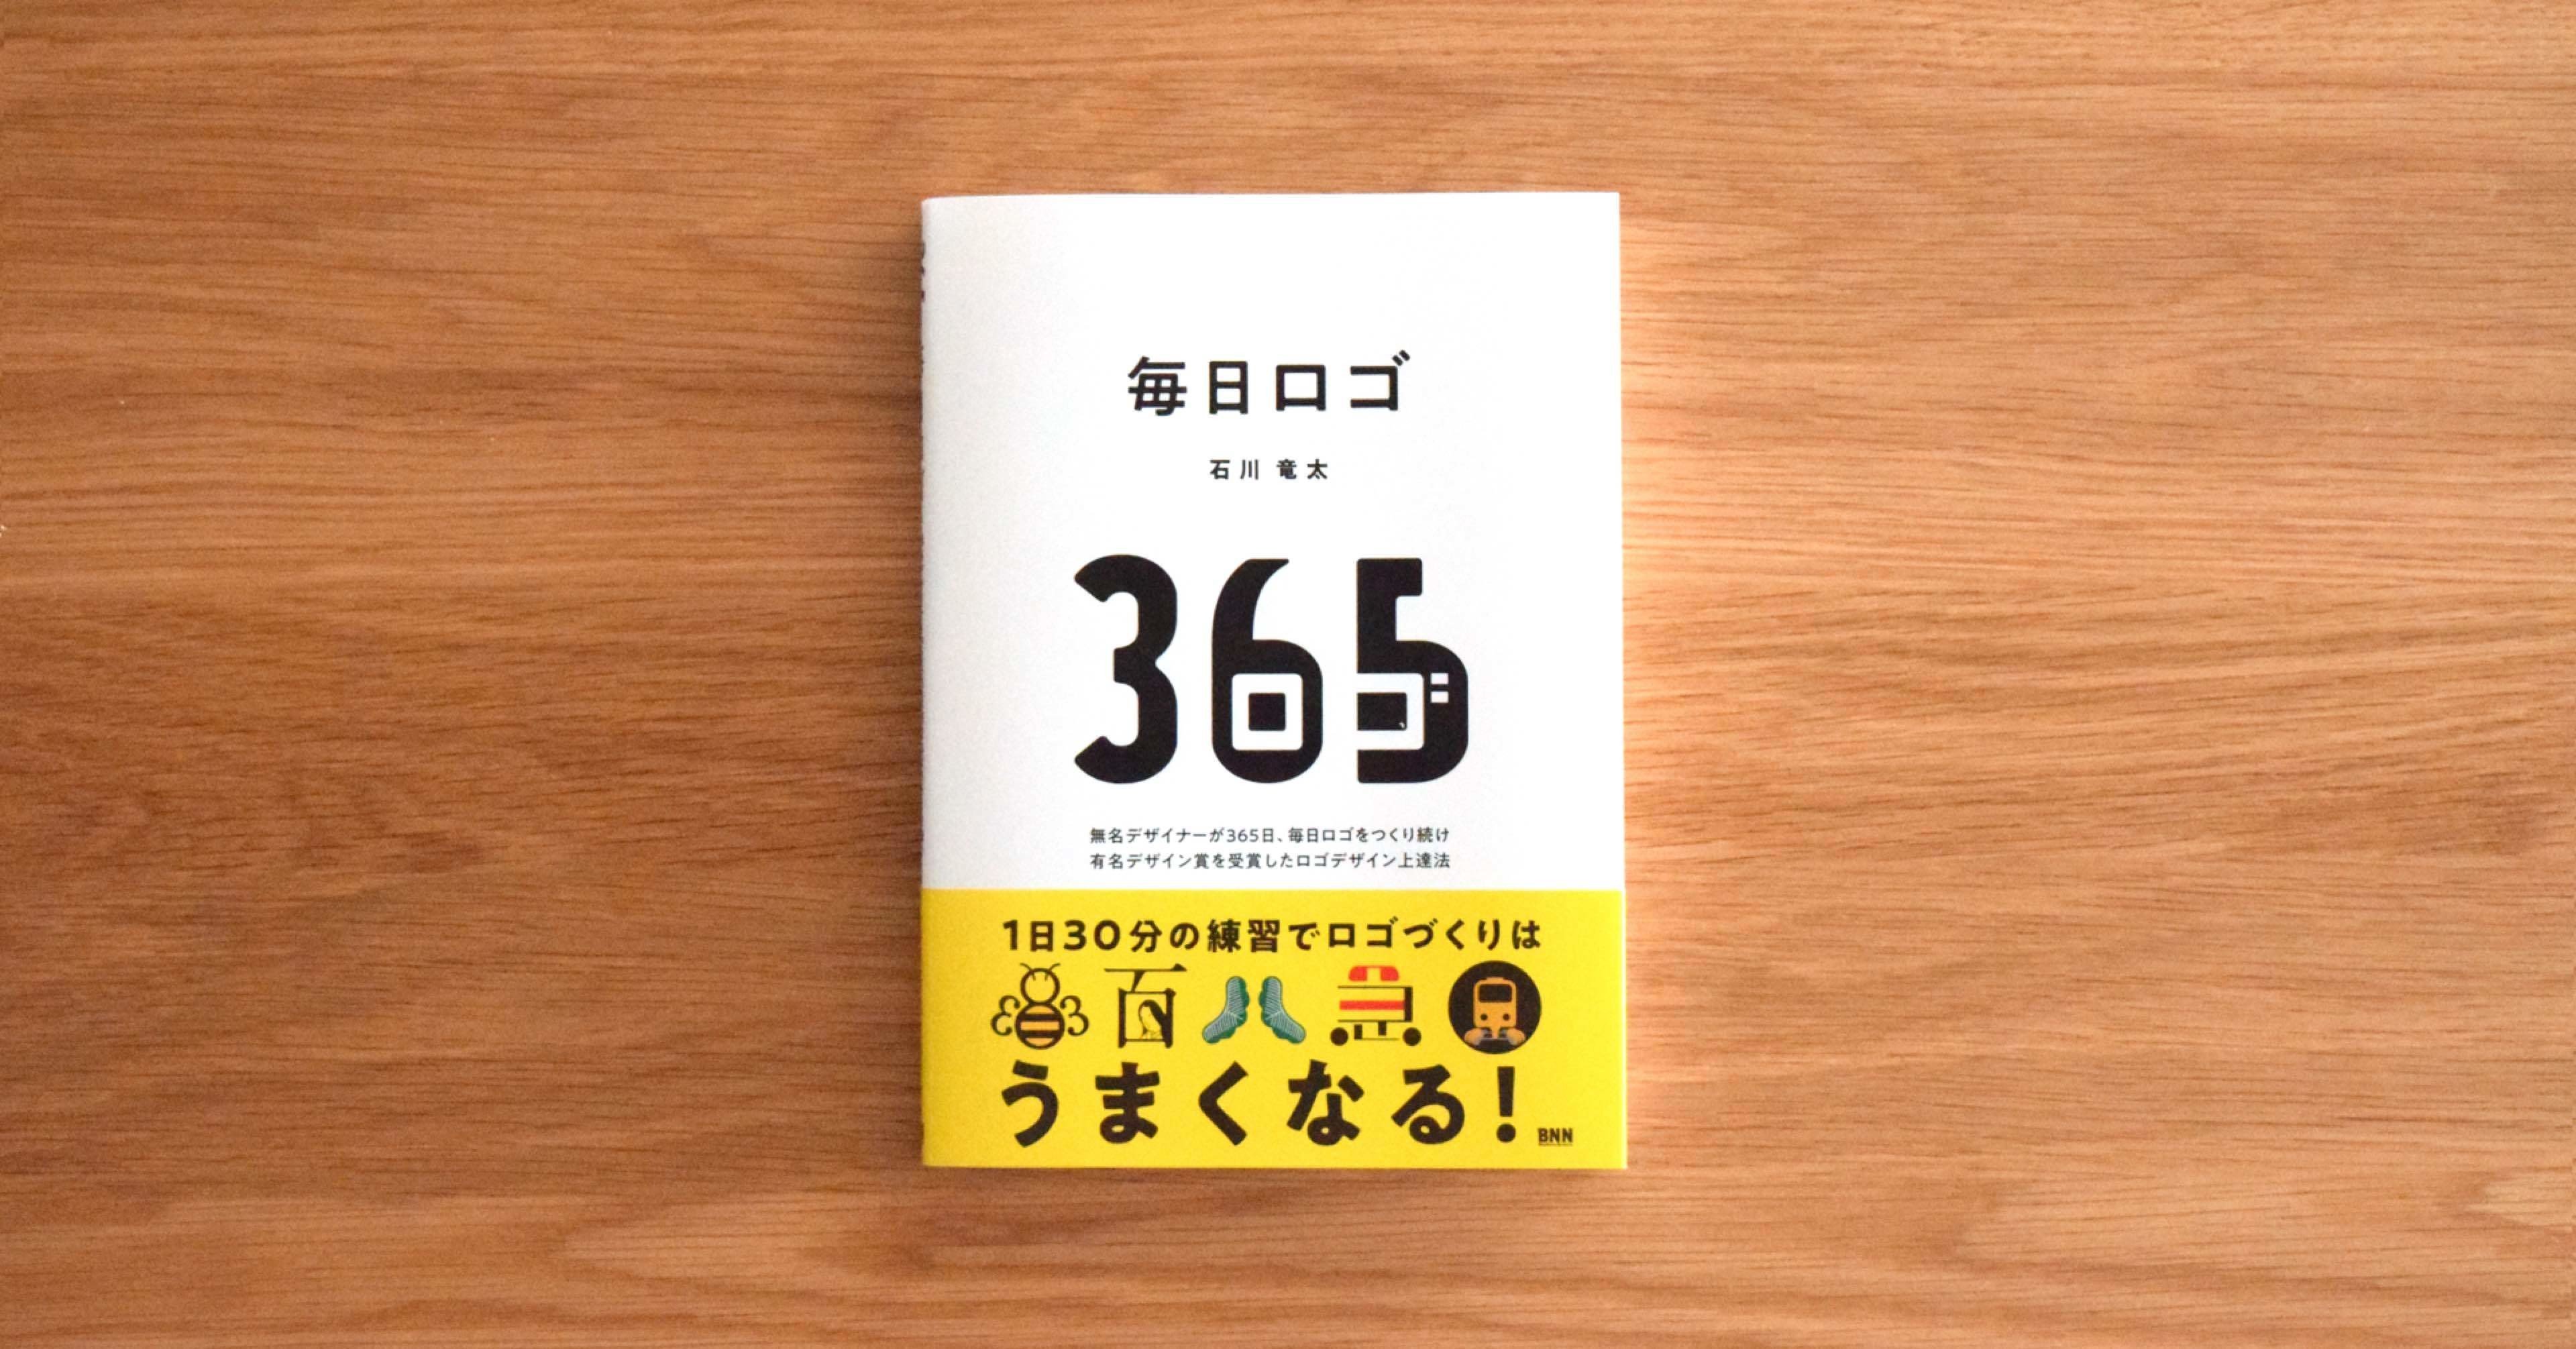 毎日ロゴ
石川 竜太
365
ロゴ
無名デザイナーが365日、毎日ロゴをつくり続け
有名デザイン賞を受賞したロゴデザイン上達法
1日30分の練習でロゴづくりは
百
うまくなる!
BNN